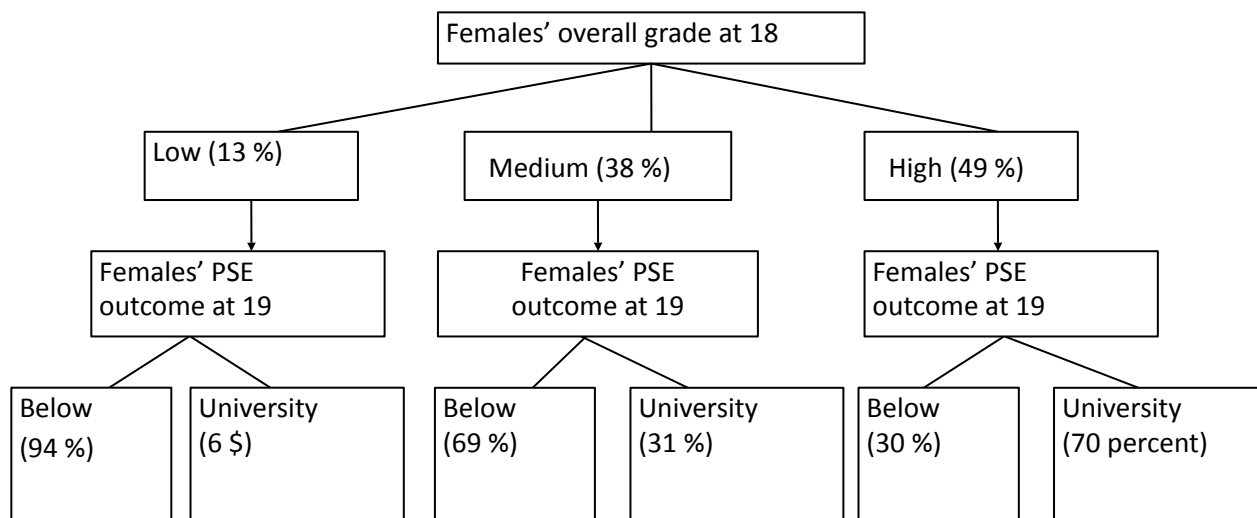 Females’ overall grade at 18
Low (13 %)
Medium (38 %)
High (49 %)
Females’ PSE
outcome at 19
Females’ PSE
outcome at 19
Females’ PSE
outcome at 19
Below
(94 %)
University
(6 $)
Below
(69 %)
University
(31 %)
Below
(30 %)
University
(70 percent)